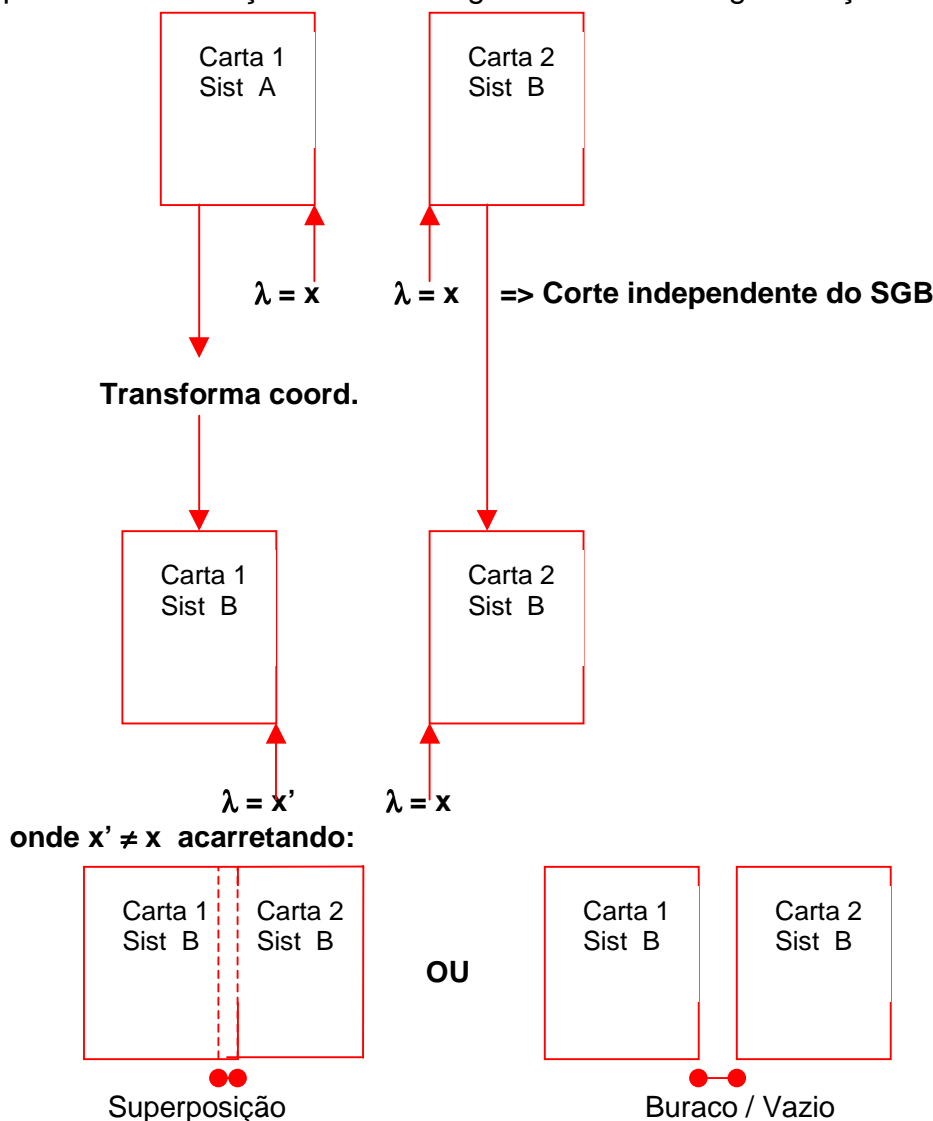 Carta 1 Carta 2
Sist A Sist B
λ = x λ = x => Corte independente do SGB
Transforma coord.
Carta 1 Carta 2
Sist B Sist B
λ = x’ λ = x
onde x’ ≠ x acarretando:
Carta 1 Carta 2 Carta 1 Carta 2
Sist B Sist B Sist B Sist B
OU
Superposição Buraco / Vazio